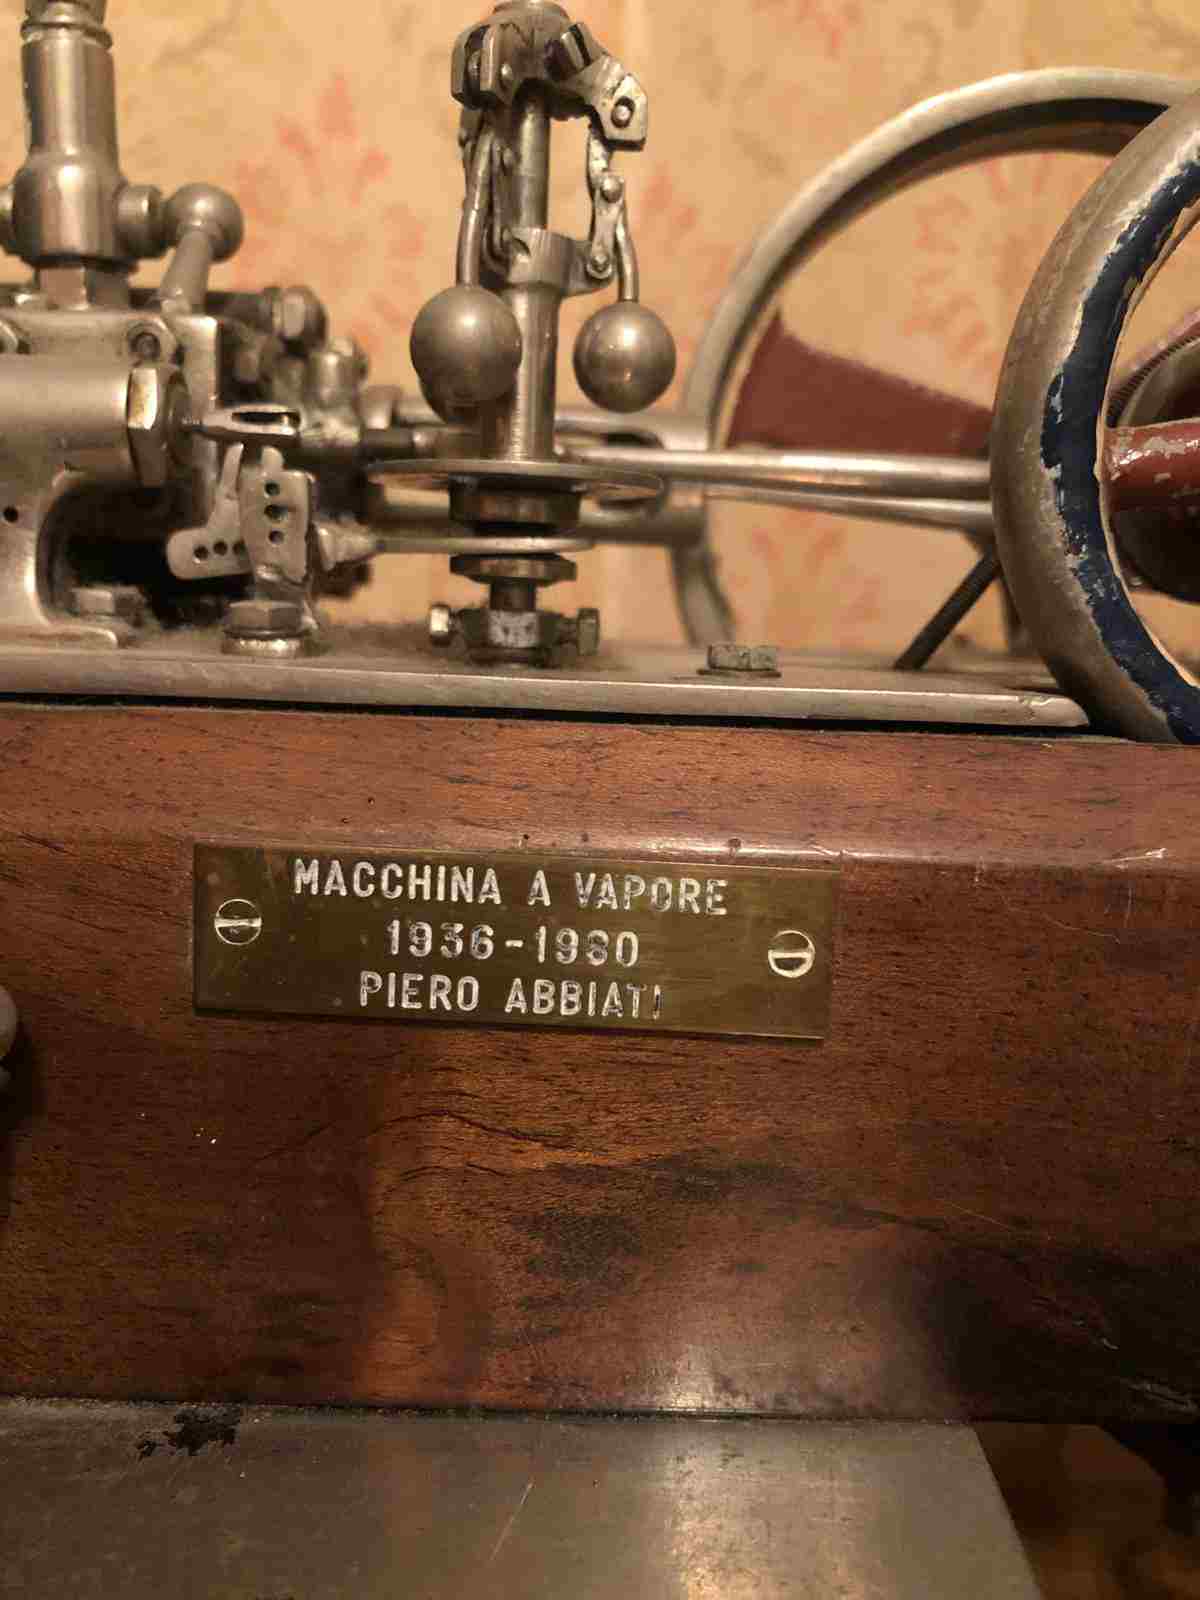 MACCHINA A VAPORE
1936-1980
PIERO ABBIATI